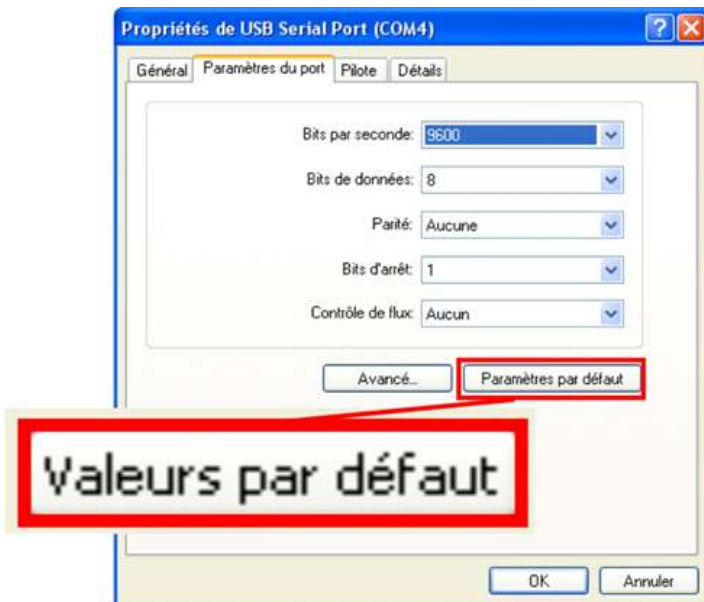 Propriétés de USB Serial Port (COM4)
Général Paramètres du port Pilote Détails
Bits par seconde: 9600
Bits de données: 8
Parité: Aucune
Bits d'arrêt: 1
Contrôle de flux: Aucun
Avancé... Paramètres par défaut
Valeurs par défaut
OK Annuler